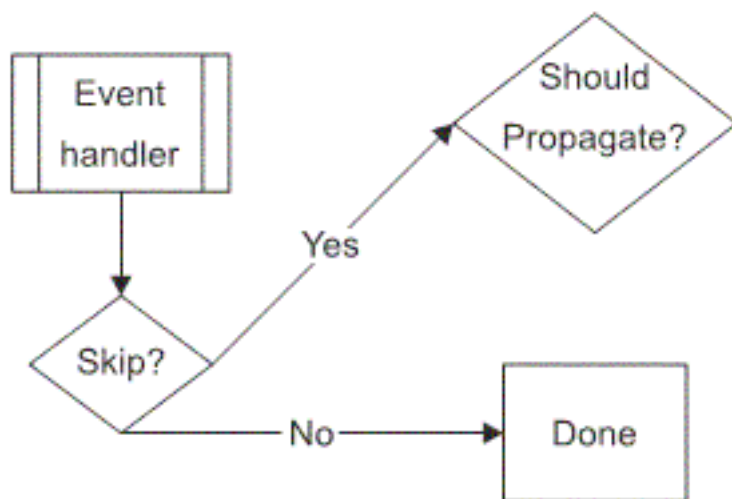 Event
handler
Should
Propagate?
Yes
Skip?
No
Done